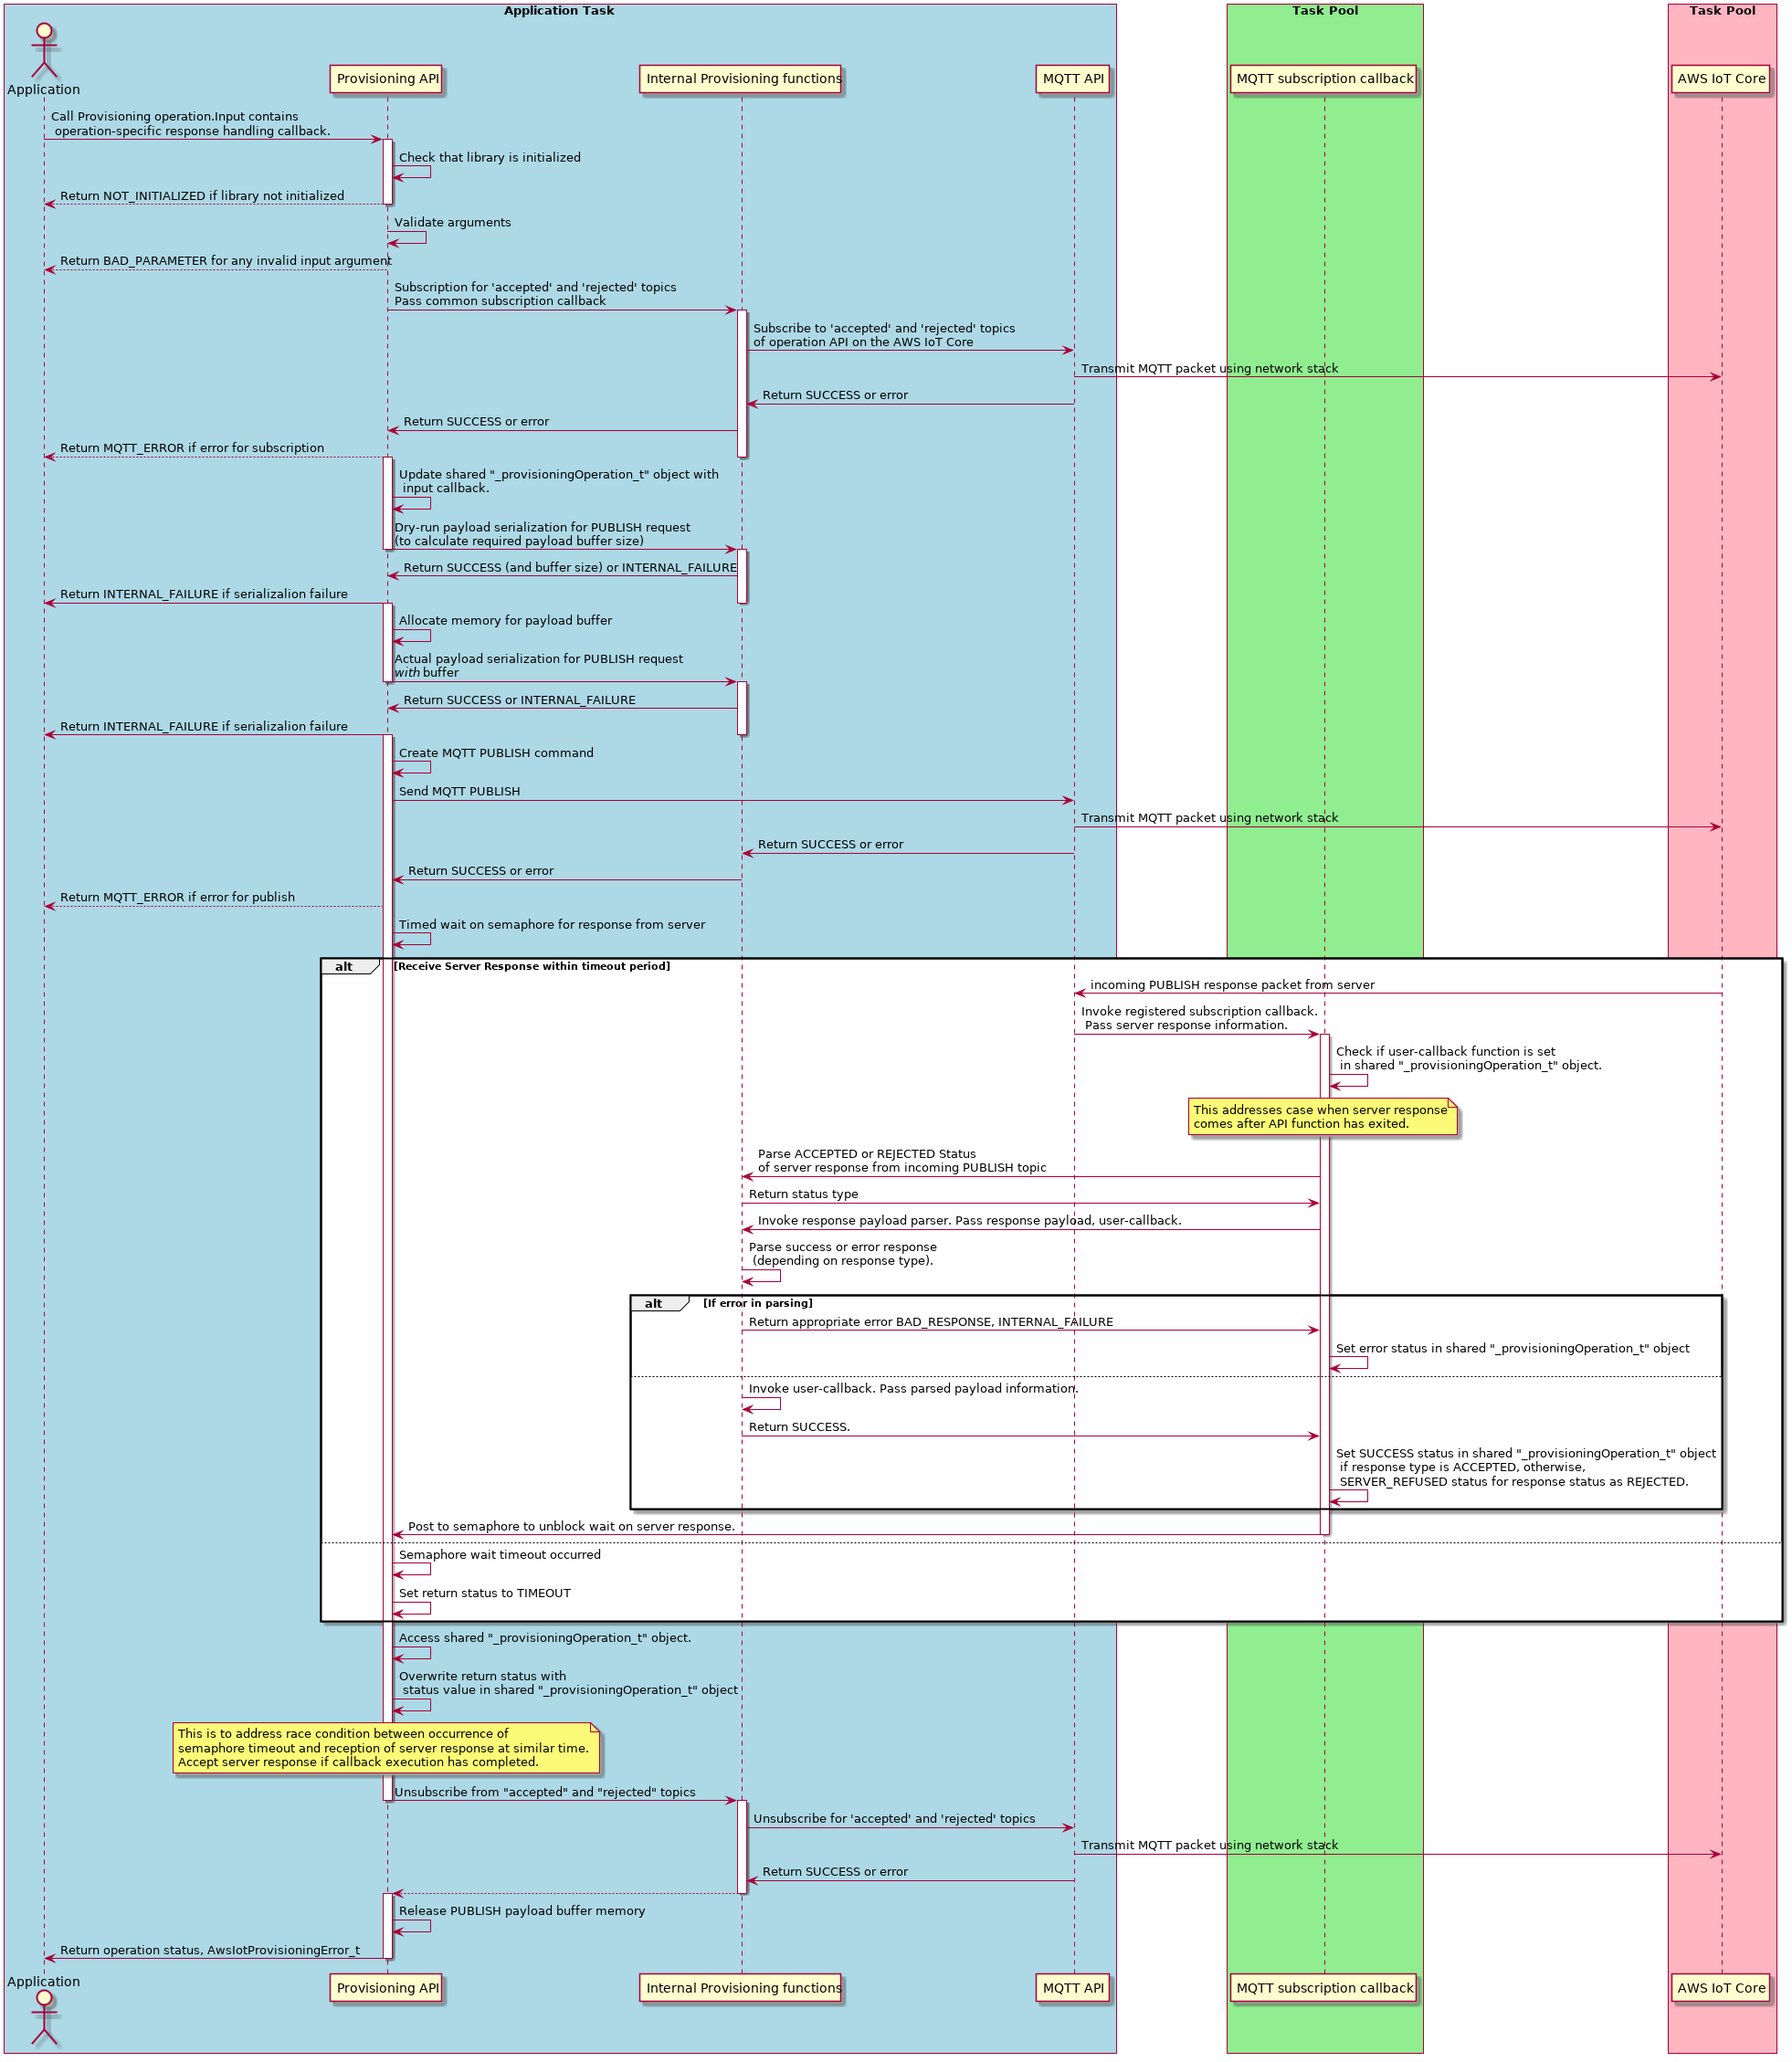 Application Task
Task Pool
Task Pool
Application
Provisioning API
Internal Provisioning functions
MQTT API
MQTT subscription callback
AWS IoT Core
Call Provisioning operation.Input contains
operation-specific response handling callback.
Check that library is initialized
Return NOT_INITIALIZED if library not initialized
Validate arguments
Return BAD_PARAMETER for any invalid input argument
Subscription for 'accepted' and 'rejected' topics
Pass common subscription callback
Subscribe to 'accepted' and 'rejected' topics
of operation API on the AWS IoT Core
Transmit MQTT packet using network stack
Return SUCCESS or error
Return SUCCESS or error
Return MQTT_ERROR if error for subscription
Update shared "_provisioningOperation_t" object with
input callback.
Dry-run payload serialization for PUBLISH request
(to calculate required payload buffer size)
Return SUCCESS (and buffer size) or INTERNAL_FAILURE
Return INTERNAL_FAILURE if serializalion failure
Allocate memory for payload buffer
Actual payload serialization for PUBLISH request
with buffer
Return SUCCESS or INTERNAL_FAILURE
Return INTERNAL_FAILURE if serializalion failure
Create MQTT PUBLISH command
Send MQTT PUBLISH
Transmit MQTT packet using network stack
Return SUCCESS or error
Return SUCCESS or error
Return MQTT_ERROR if error for publish
Timed wait on semaphore for response from server
alt [Receive Server Response within timeout period]
incoming PUBLISH response packet from server
Invoke registered subscription callback.
Pass server response information.
Check if user-callback function is set
in shared "_provisioningOperation_t" object.
This addresses case when server response
comes after API function has exited.
Parse ACCEPTED or REJECTED Status
of server response from incoming PUBLISH topic
Return status type
Invoke response payload parser. Pass response payload, user-callback.
Parse success or error response
(depending on response type).
alt [If error in parsing]
Return appropriate error BAD_RESPONSE, INTERNAL_FAILURE
Set error status in shared "_provisioningOperation_t" object
Invoke user-callback. Pass parsed payload information.
Return SUCCESS.
Set SUCCESS status in shared "_provisioningOperation_t" object
if response type is ACCEPTED, otherwise,
SERVER_REFUSED status for response status as REJECTED.
Post to semaphore to unblock wait on server response.
Semaphore wait timeout occurred
Set return status to TIMEOUT
Access shared "_provisioningOperation_t" object.
Overwrite return status with
status value in shared "_provisioningOperation_t" object
This is to address race condition between occurrence of
semaphore timeout and reception of server response at similar time.
Accept server response if callback execution has completed.
Unsubscribe from "accepted" and "rejected" topics
Unsubscribe for 'accepted' and 'rejected' topics
Transmit MQTT packet using network stack
Return SUCCESS or error
Release PUBLISH payload buffer memory
Return operation status, AwsIotProvisioningError_t
Application
Provisioning API
Internal Provisioning functions
MQTT API
MQTT subscription callback
AWS IoT Core